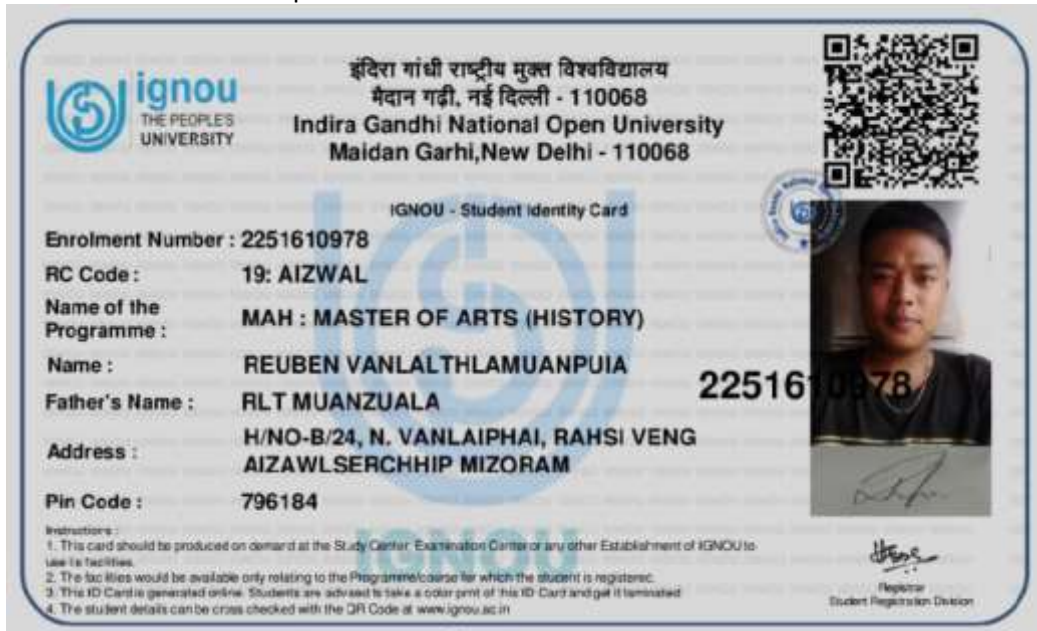 ignou
THE PEOPLE'S
UNIVERSITY
इंदिरा गांधी राष्ट्रीय मुक्त विश्वविद्यालय
मैदान गढ़ी, नई दिल्ली - 110068
Indira Gandhi National Open University
Maidan Garhi,New Delhi - 110068
IGNOU - Student Identity Card
Enrolment Number : 2251610978
RC Code : 19: AIZWAL
Name of the
Programme : MAH : MASTER OF ARTS (HISTORY)
Name : REUBEN VANLALTHLAMUANPUIA
Father's Name : RLT MUANZUALA
Address : H/NO-B/24, N. VANLAIPHAI, RAHSI VENG
AIZAWLSERCHHIP MIZORAM
Pin Code : 796184
2251610978
IGNOU
Instructions :
1. This card should be produced on demand at the Study Center, Examination Center or any other Establishment of IGNOU to
use its facilities.
2. The facilities would be available only relating to the Programme/course for which the student is registered.
3. This ID Card is generated online. Students are advised to take a color print of this ID Card and get it laminated
4. The student details can be cross checked with the QR Code at www.ignou.ac.in
Registrar
Student Registration Division